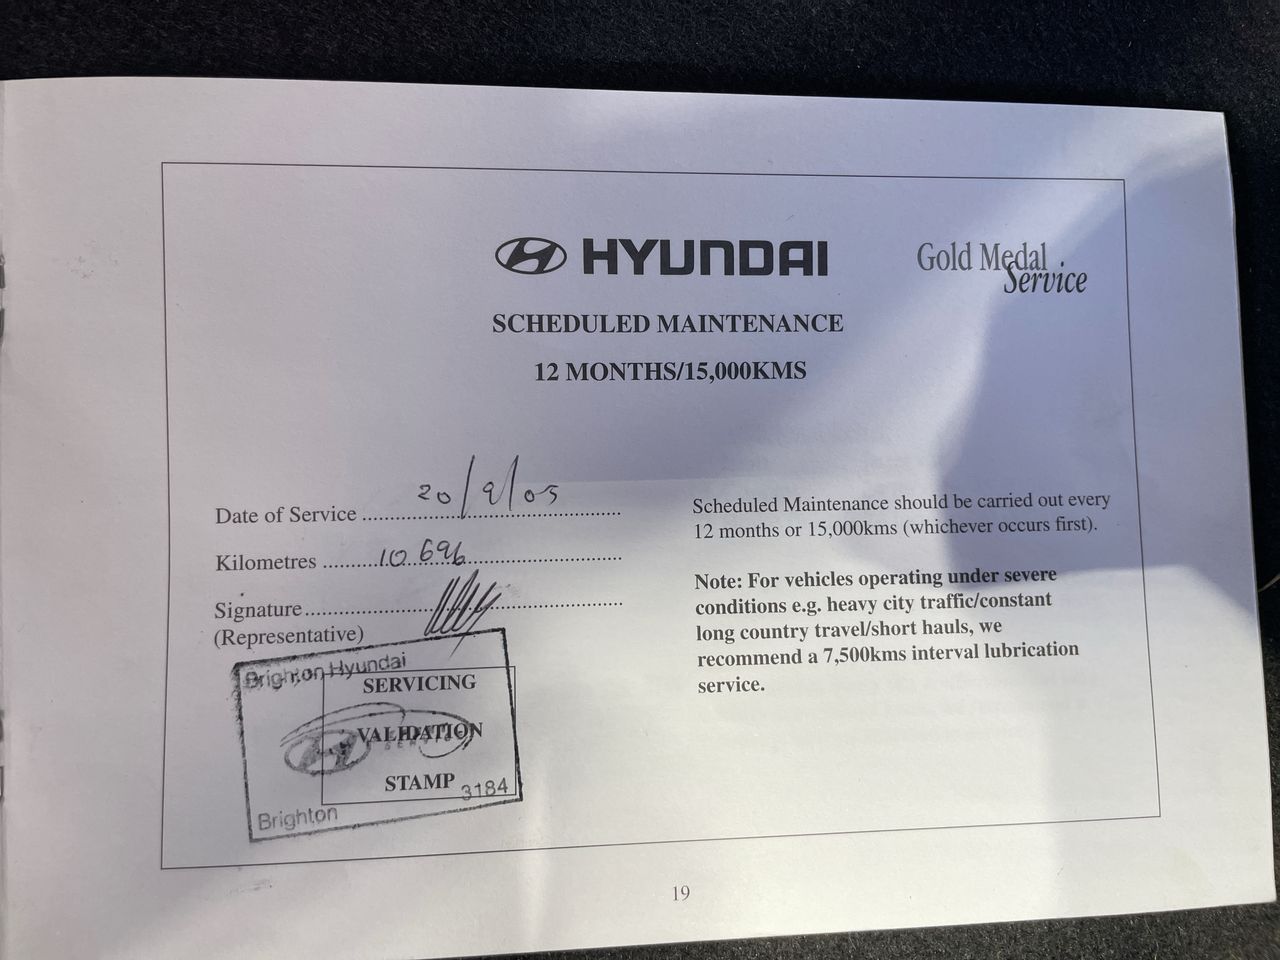 HYUNDAI
Gold Medal
Service
SCHEDULED MAINTENANCE
12 MONTHS/15,000KMS
Date of Service 20/9/05
Kilometres 10 696
Signature
(Representative)
Brighton Hyundai
SERVICING
VALIDATION
STAMP
3184
Brighton
Scheduled Maintenance should be carried out every
12 months or 15,000kms (whichever occurs first).
Note: For vehicles operating under severe
conditions e.g. heavy city traffic/constant
long country travel/short hauls, we
recommend a 7,500kms interval lubrication
service.
19